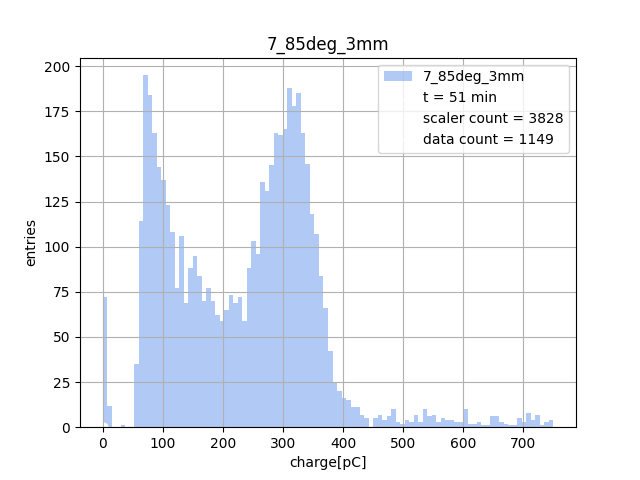 7_85deg_3mm
200
175
150
125
100
75
50
25
0
entries
7_85deg_3mm
t = 51 min
scaler count = 3828
data count = 1149
0 100 200 300 400 500 600 700
charge[pC]